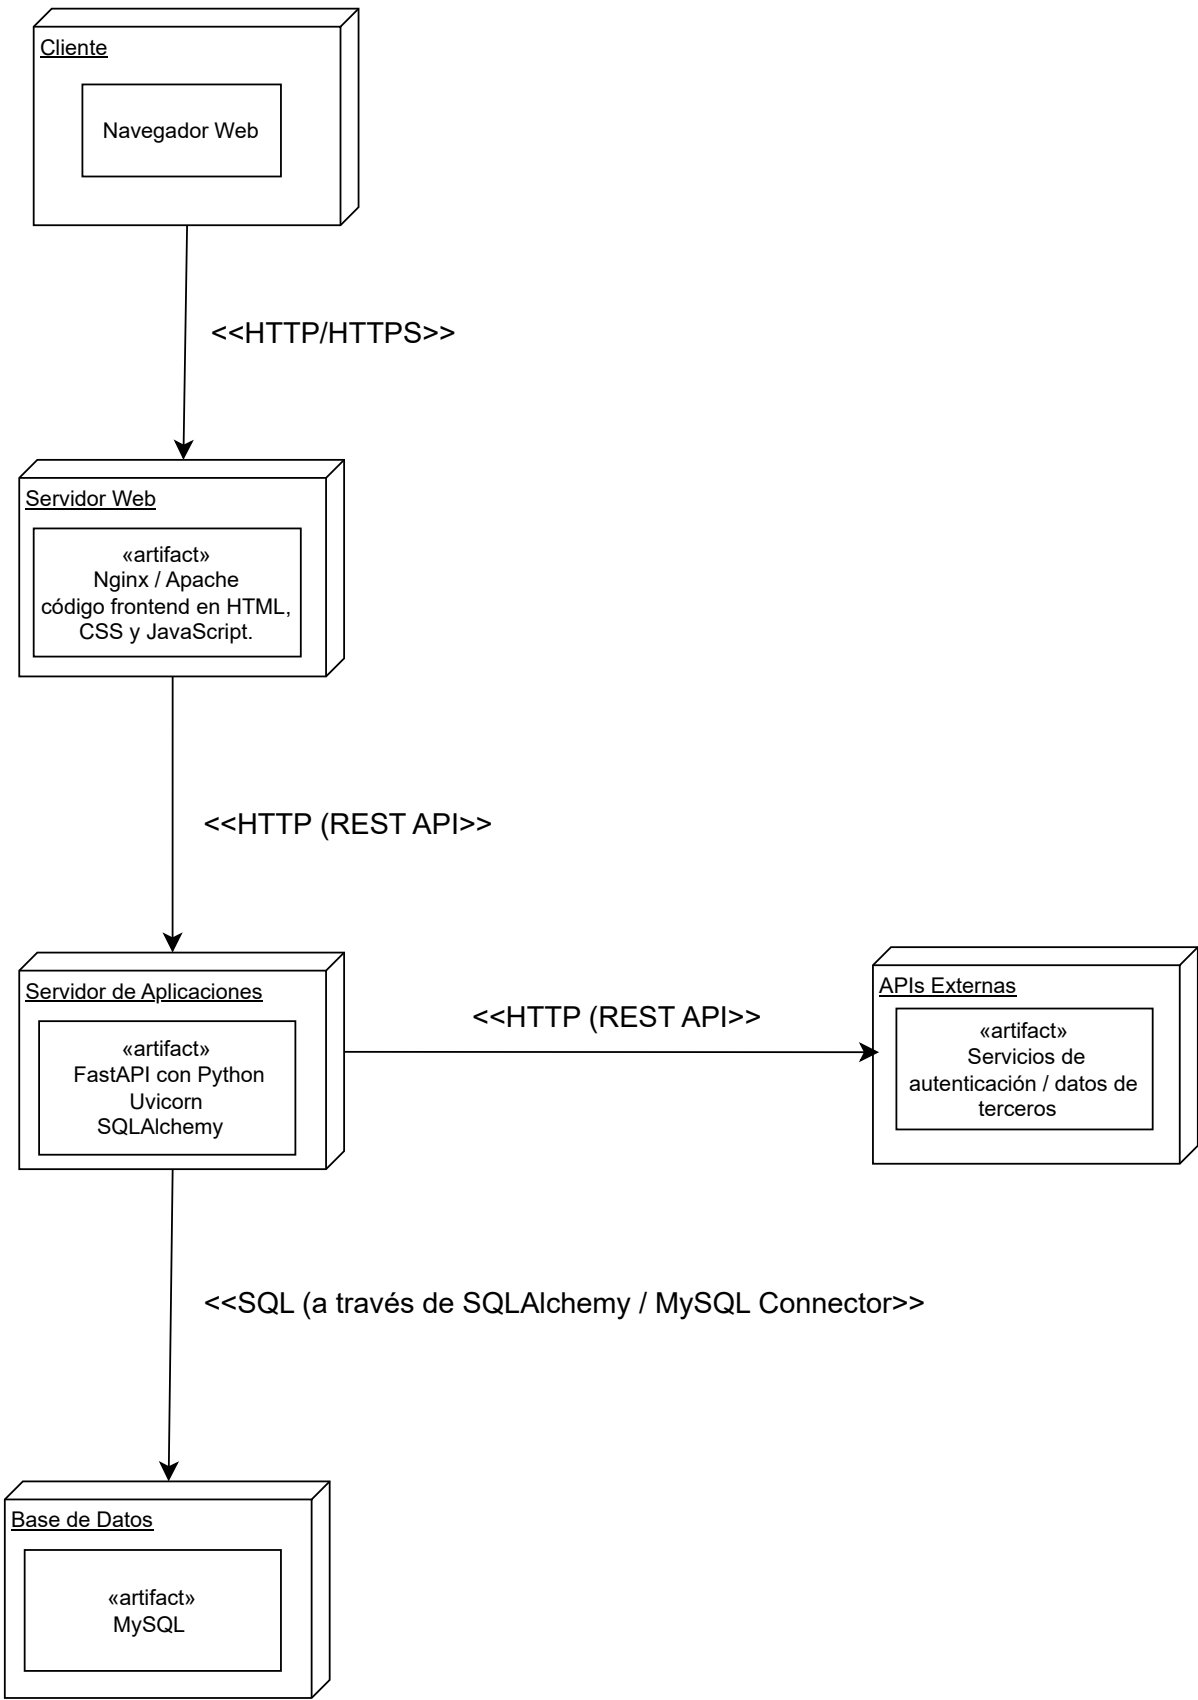 Cliente
Navegador Web
<<HTTP/HTTPS>>
Servidor Web
«artifact»
Nginx / Apache
código frontend en HTML,
CSS y JavaScript.
<<HTTP (REST API>>
Servidor de Aplicaciones
«artifact»
FastAPI con Python
Uvicorn
SQLAlchemy
<<HTTP (REST API>>
APIs Externas
«artifact»
Servicios de
autenticación / datos de
terceros
<<SQL (a través de SQLAlchemy / MySQL Connector>>
Base de Datos
«artifact»
MySQL